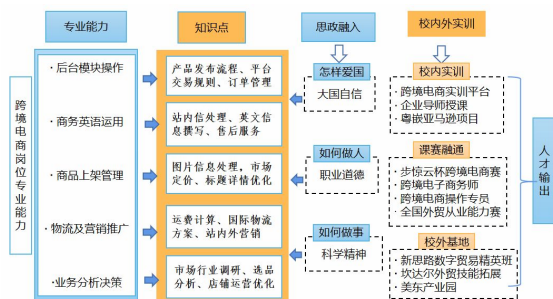 专业能力
知识点
思政融入
校内外实训
跨境电商岗位专业能力
· 后台模块操作
· 商务英语运用
· 商品上架管理
· 物流及营销推广
· 业务分析决策
产品发布流程、平台
交易规则、订单管理
站内信处理、英文信
息撰写、售后服务
图片信息处理，市场
定价、标题详情优化
运费计算、国际物流
方案、站内外营销
市场行业调研、选品
分析、店铺运营优化
怎样爱国
大国自信
如何做人
职业道德
如何做事
科学精神
校内实训
· 跨境电商实训平台
· 企业导师授课
· 粤嵌亚马逊项目
课赛融通
· 步惊云杯跨境电商赛
· 跨境电子商务师
· 跨境电商操作专员
· 全国外贸从业能力赛
校外基地
· 新思路数字贸易精英班
· 坎达尔外贸技能拓展
· 美东产业园
人才输出